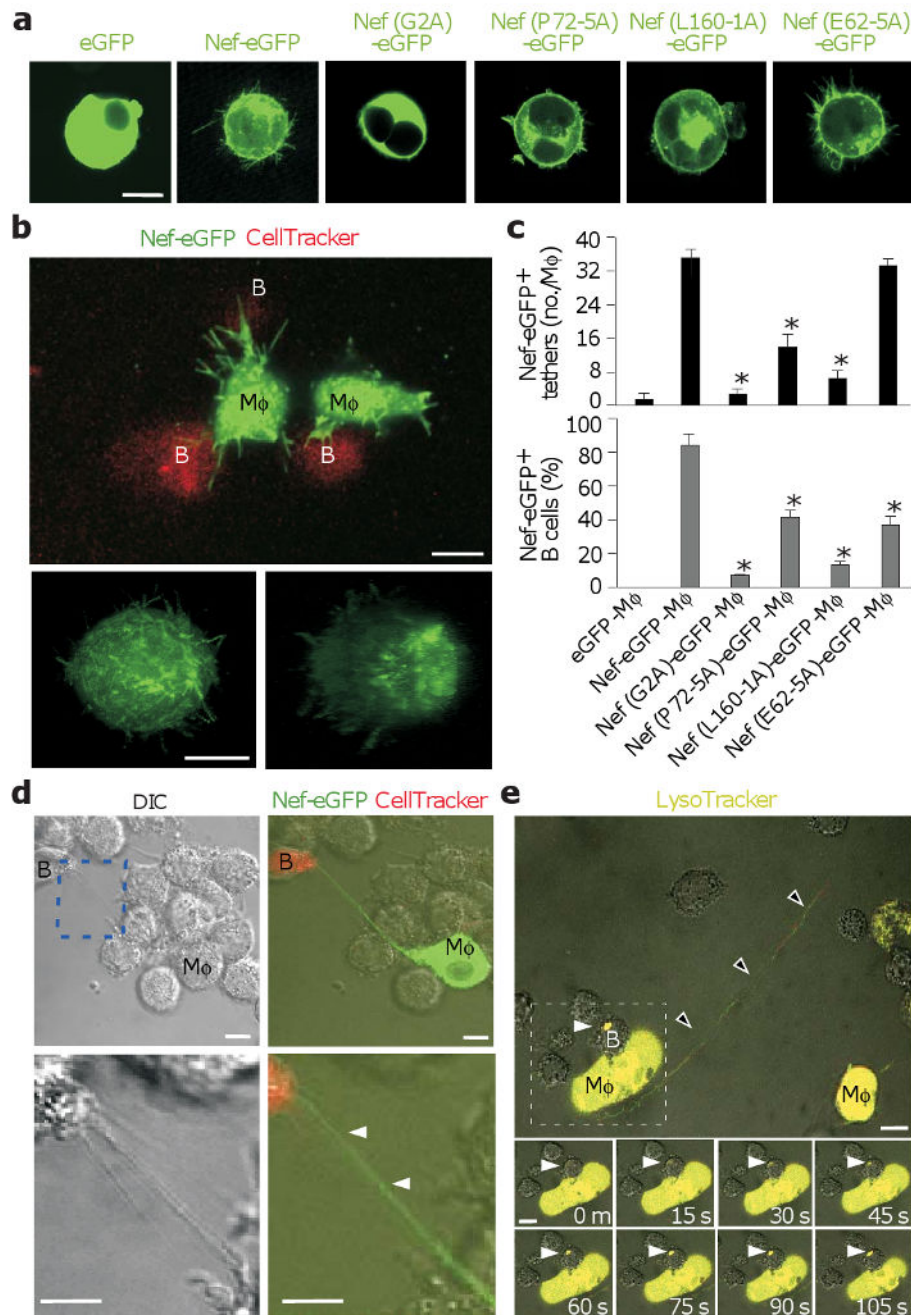 a
eGFP
Nef-eGFP
Nef (G2A)
-eGFP
Nef (P72-5A)
-eGFP
Nef (L160-1A)
-eGFP
Nef (E62-5A)
-eGFP
b
Nef-eGFP CellTracker
B
Mϕ
Mϕ
B
B
c
Nef-eGFP+
tethers (no./Mϕ)
40
32
16
8
0
*
*
*
Nef-eGFP+
B cells (%)
100
80
60
40
20
0
*
*
*
*
eGFP-Mϕ
Nef-eGFP-Mϕ
Nef (G2A)-eGFP-Mϕ
Nef (P72-5A)-eGFP-Mϕ
Nef (L160-1A)-eGFP-Mϕ
Nef (E62-5A)-eGFP-Mϕ
d
DIC
Nef-eGFP CellTracker
B
Mϕ
B
Mϕ
e
LysoTracker
B
Mϕ
Mϕ
0 m
15 s
30 s
45 s
60 s
75 s
90 s
105 s